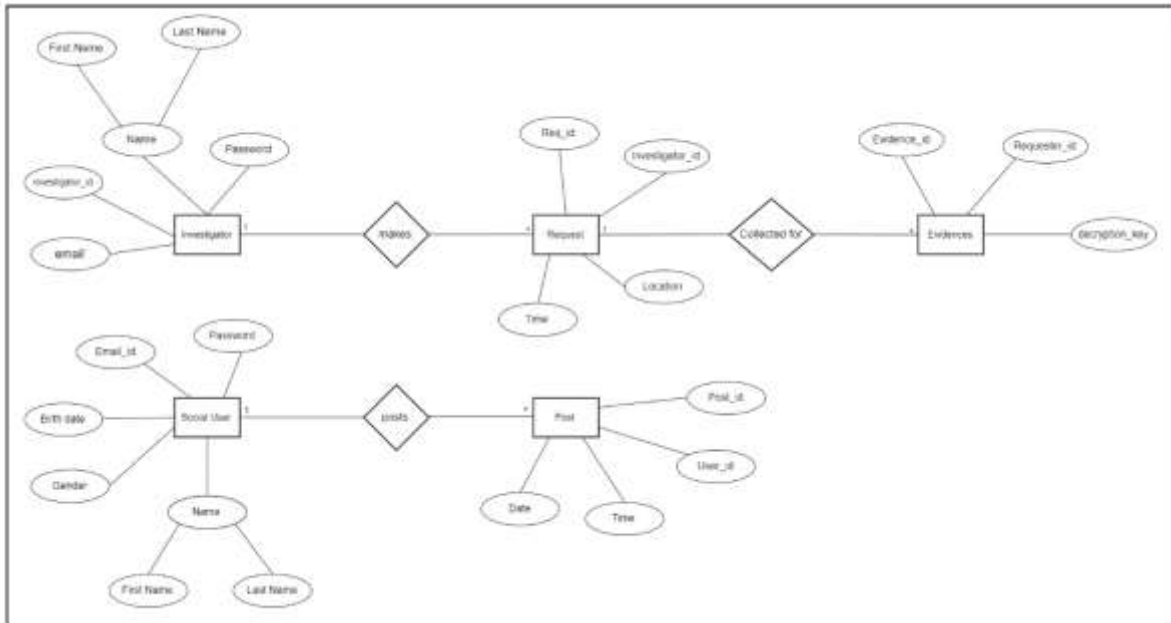 Last Name
First Name
Name
Password
Investigator_id
email
Investigator
1
makes
*
Req_id
Investigator_id
Request
1
Location
Time
Collected for
*
Evidence_id
Requester_id
Evidences
decryption_key
Password
Email_id
Birth date
Social User
1
Gender
Name
First Name
Last Name
posts
*
Post
Post_id
User_id
Date
Time